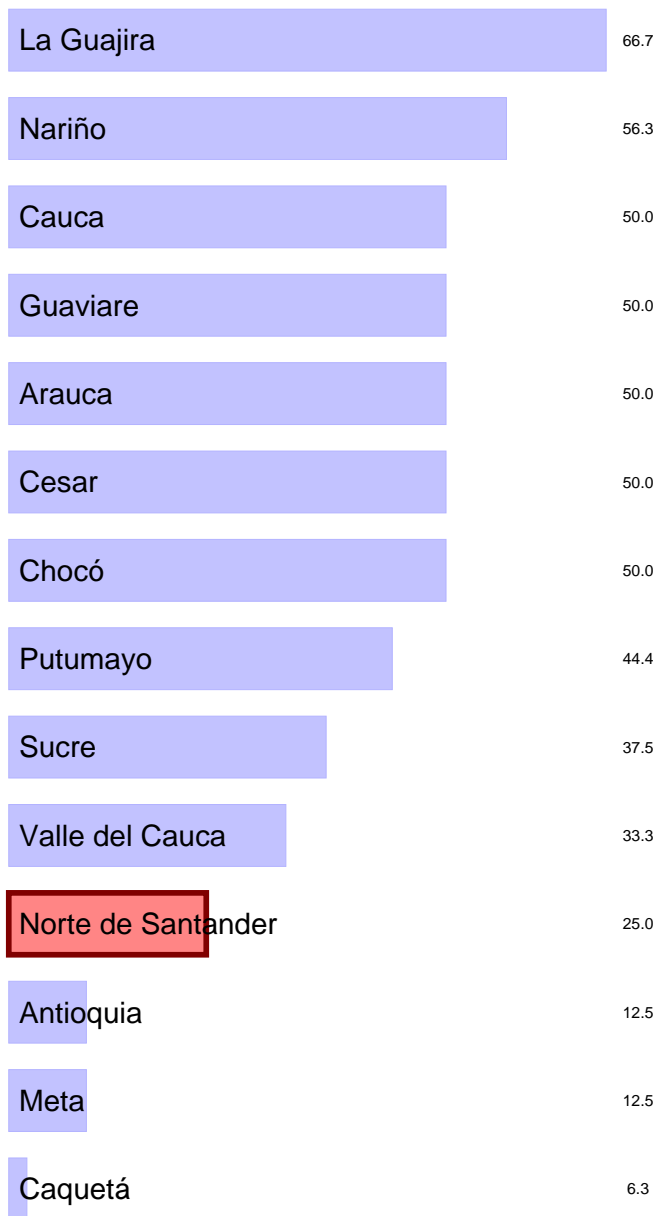 La Guajira 66.7
Nariño 56.3
Cauca 50.0
Guaviare 50.0
Arauca 50.0
Cesar 50.0
Chocó 50.0
Putumayo 44.4
Sucre 37.5
Valle del Cauca 33.3
Norte de Santander 25.0
Antioquia 12.5
Meta 12.5
Caquetá 6.3